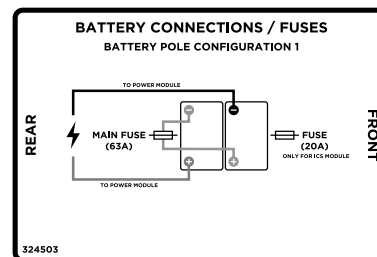 BATTERY CONNECTIONS / FUSES
BATTERY POLE CONFIGURATION 1
TO POWER MODULE
REAR
MAIN FUSE
(63A)
FUSE
(20A)
ONLY FOR ICS MODULE
FRONT
TO POWER MODULE
324503